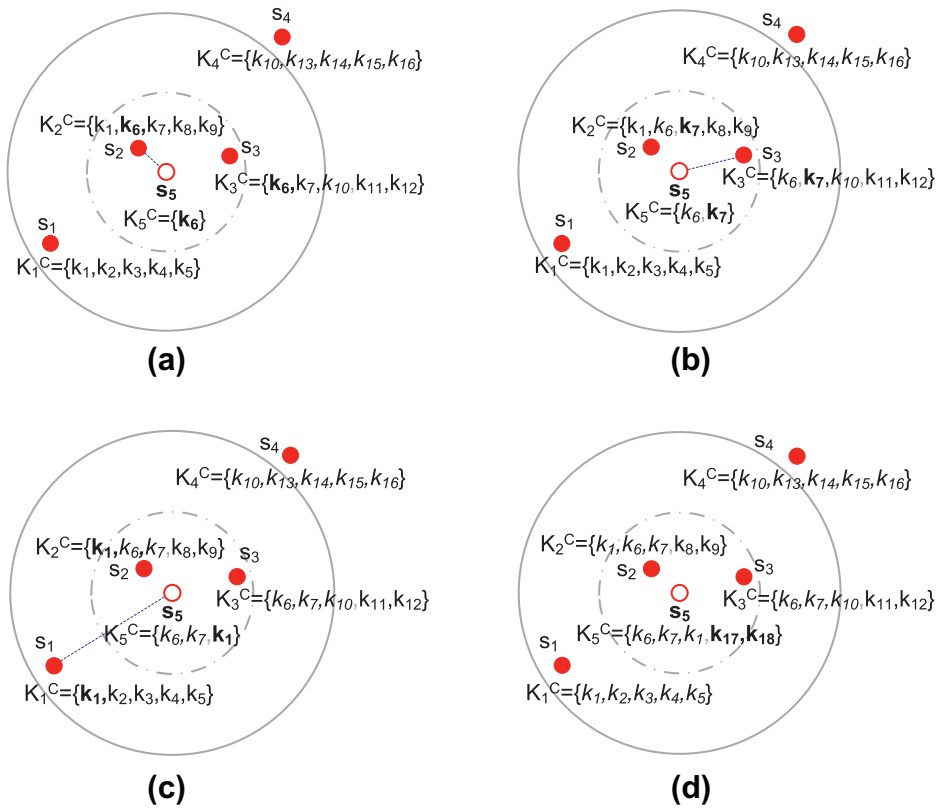 s₄
K₄ᶜ={k₁₀,k₁₃,k₁₄,k₁₅,k₁₆}
K₂ᶜ={k₁,k₆,k₇,k₈,k₉}
s₂
s₃
s₅
K₃ᶜ={k₆,k₇,k₁₀,k₁₁,k₁₂}
K₅ᶜ={k₆}
s₁
K₁ᶜ={k₁,k₂,k₃,k₄,k₅}
(a)
s₄
K₄ᶜ={k₁₀,k₁₃,k₁₄,k₁₅,k₁₆}
K₂ᶜ={k₁,k₆,k₇,k₈,k₉}
s₂
s₃
s₅
K₃ᶜ={k₆,k₇,k₁₀,k₁₁,k₁₂}
K₅ᶜ={k₆,k₇}
s₁
K₁ᶜ={k₁,k₂,k₃,k₄,k₅}
(b)
s₄
K₄ᶜ={k₁₀,k₁₃,k₁₄,k₁₅,k₁₆}
K₂ᶜ={k₁,k₆,k₇,k₈,k₉}
s₂
s₃
s₅
K₃ᶜ={k₆,k₇,k₁₀,k₁₁,k₁₂}
K₅ᶜ={k₆,k₇,k₁}
s₁
K₁ᶜ={k₁,k₂,k₃,k₄,k₅}
(c)
s₄
K₄ᶜ={k₁₀,k₁₃,k₁₄,k₁₅,k₁₆}
K₂ᶜ={k₁,k₆,k₇,k₈,k₉}
s₂
s₃
s₅
K₃ᶜ={k₆,k₇,k₁₀,k₁₁,k₁₂}
K₅ᶜ={k₆,k₇,k₁,k₁₇,k₁₈}
s₁
K₁ᶜ={k₁,k₂,k₃,k₄,k₅}
(d)